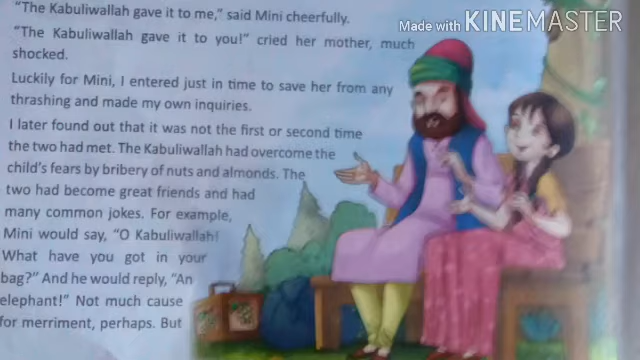 "The Kabuliwallah gave it to me," said Mini cheerfully.
"The Kabuliwallah gave it to you!" cried her mother, much
shocked.
Luckily for Mini, I entered just in time to save her from any
thrashing and made my own inquiries.
I later found out that it was not the first or second time
the two had met. The Kabuliwallah had overcome the
child's fears by bribery of nuts and almonds. The
two had become great friends and had
many common jokes. For example,
Mini would say, "O Kabuliwallah!
What have you got in your
bag?" And he would reply, "An
elephant!" Not much cause
for merriment, perhaps. But
Made with KINEMASTER